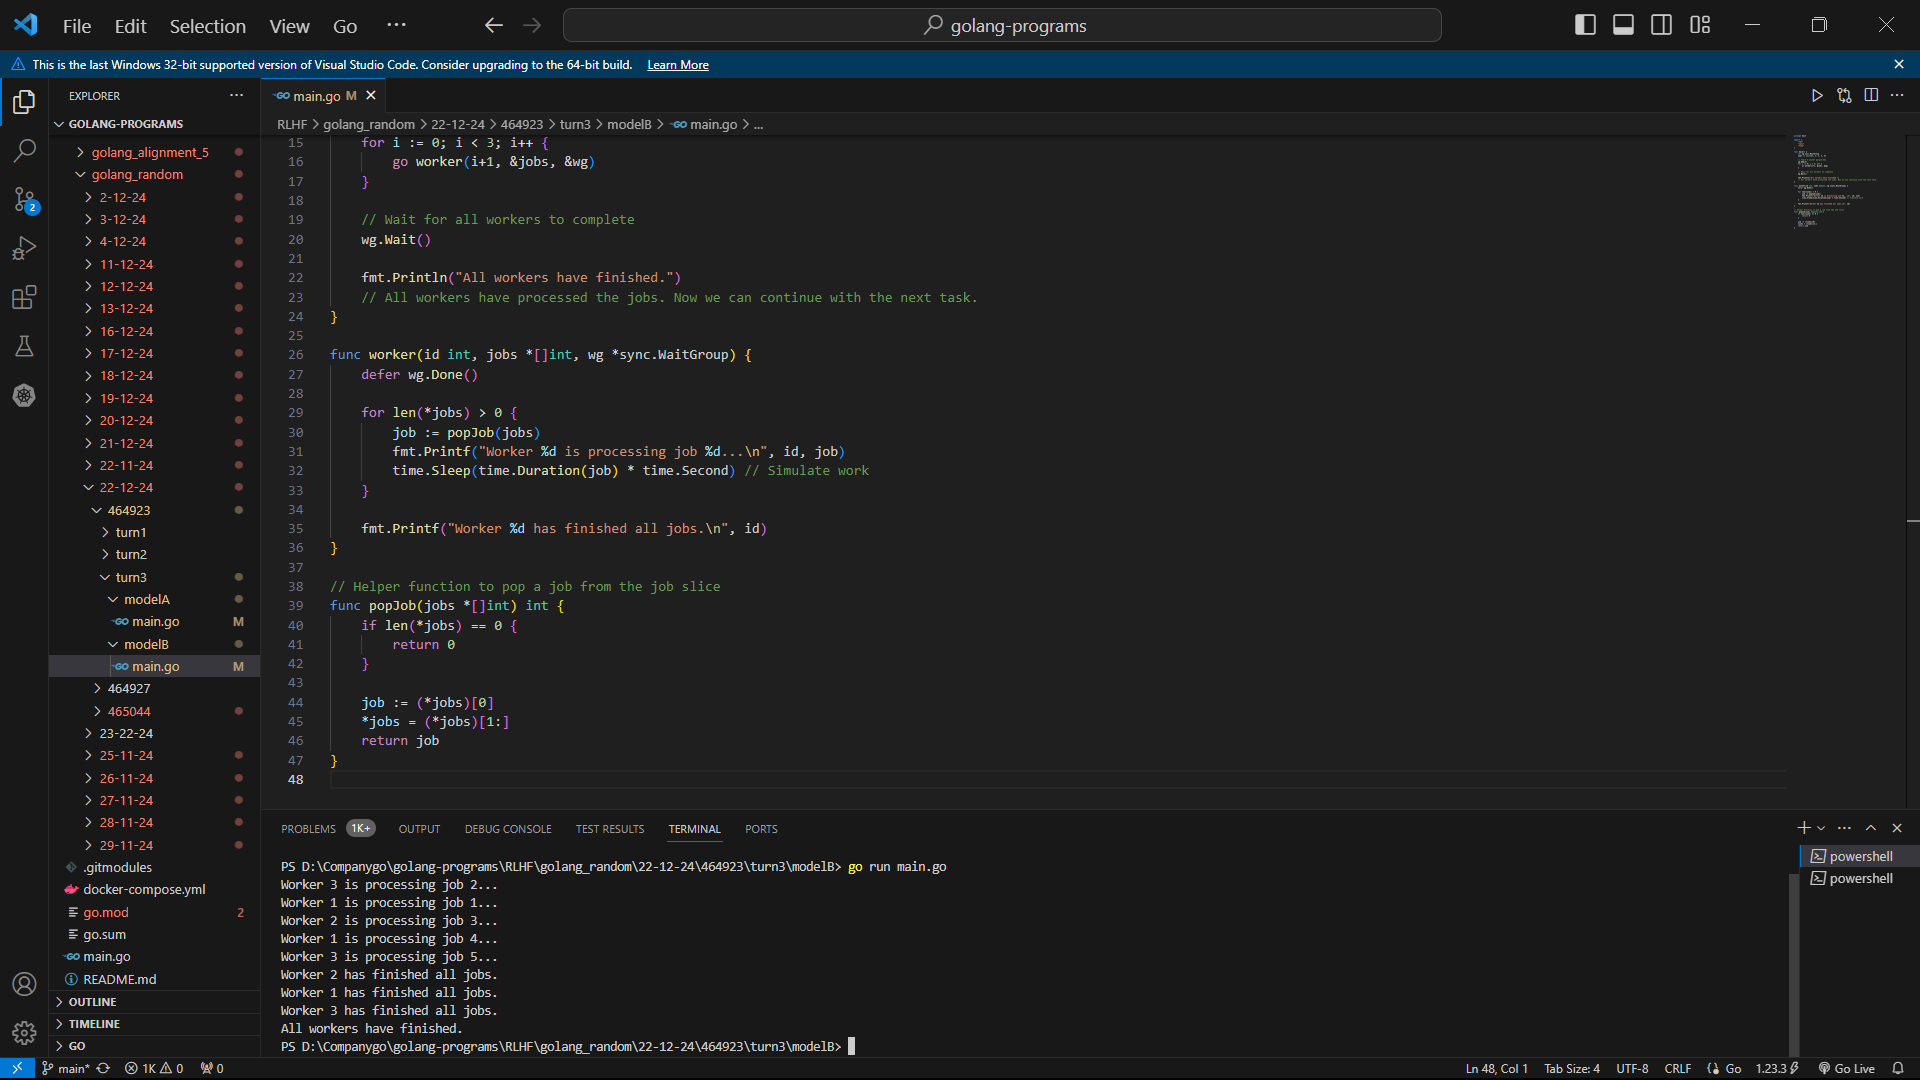 File Edit Selection View Go ...
golang-programs
This is the last Windows 32-bit supported version of Visual Studio Code. Consider upgrading to the 64-bit build. Learn More
EXPLORER
GOLANG-PROGRAMS
golang_alignment_5
golang_random
2-12-24
3-12-24
4-12-24
11-12-24
12-12-24
13-12-24
16-12-24
17-12-24
18-12-24
19-12-24
20-12-24
21-12-24
22-11-24
22-12-24
464923
turn1
turn2
turn3
modelA
main.go M
modelB
main.go M
464927
465044
23-22-24
25-11-24
26-11-24
27-11-24
28-11-24
29-11-24
.gitmodules
docker-compose.yml
go.mod 2
go.sum
main.go
README.md
OUTLINE
TIMELINE
GO
2
main.go M
RLHF > golang_random > 22-12-24 > 464923 > turn3 > modelB > main.go > ...
15 for i := 0; i < 3; i++ {
16 go worker(i+1, &jobs, &wg)
17 }
18
19 // Wait for all workers to complete
20 wg.Wait()
21
22 fmt.Println("All workers have finished.")
23 // All workers have processed the jobs. Now we can continue with the next task.
24 }
25
26 func worker(id int, jobs *[]int, wg *sync.WaitGroup) {
27 defer wg.Done()
28
29 for len(*jobs) > 0 {
30 job := popJob(jobs)
31 fmt.Printf("Worker %d is processing job %d...\n", id, job)
32 time.Sleep(time.Duration(job) * time.Second) // Simulate work
33 }
34
35 fmt.Printf("Worker %d has finished all jobs.\n", id)
36 }
37
38 // Helper function to pop a job from the job slice
39 func popJob(jobs *[]int) int {
40 if len(*jobs) == 0 {
41 return 0
42 }
43
44 job := (*jobs)[0]
45 *jobs = (*jobs)[1:]
46 return job
47 }
48
PROBLEMS 1K+ OUTPUT DEBUG CONSOLE TEST RESULTS TERMINAL PORTS
PS D:\Companygo\golang-programs\RLHF\golang_random\22-12-24\464923\turn3\modelB> go run main.go
Worker 3 is processing job 2...
Worker 1 is processing job 1...
Worker 2 is processing job 3...
Worker 1 is processing job 4...
Worker 3 is processing job 5...
Worker 2 has finished all jobs.
Worker 1 has finished all jobs.
Worker 3 has finished all jobs.
All workers have finished.
PS D:\Companygo\golang-programs\RLHF\golang_random\22-12-24\464923\turn3\modelB>
powershell
powershell
main* 1K 0 0 Ln 48, Col 1 Tab Size: 4 UTF-8 CRLF Go 1.23.3 Go Live